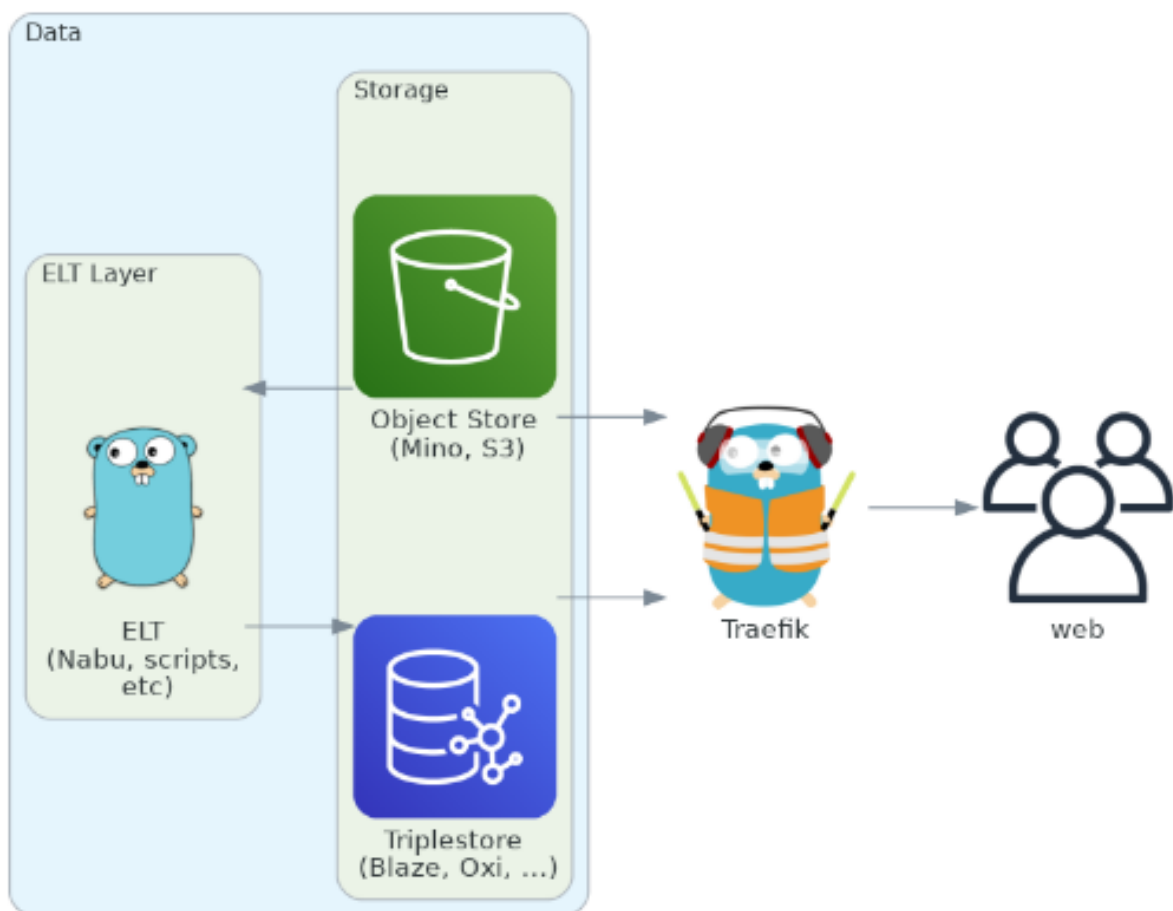 Data
Storage
ELT Layer
Object Store
(Mino, S3)
ELT
(Nabu, scripts,
etc)
Traefik
web
Triplestore
(Blaze, Oxi, ...)